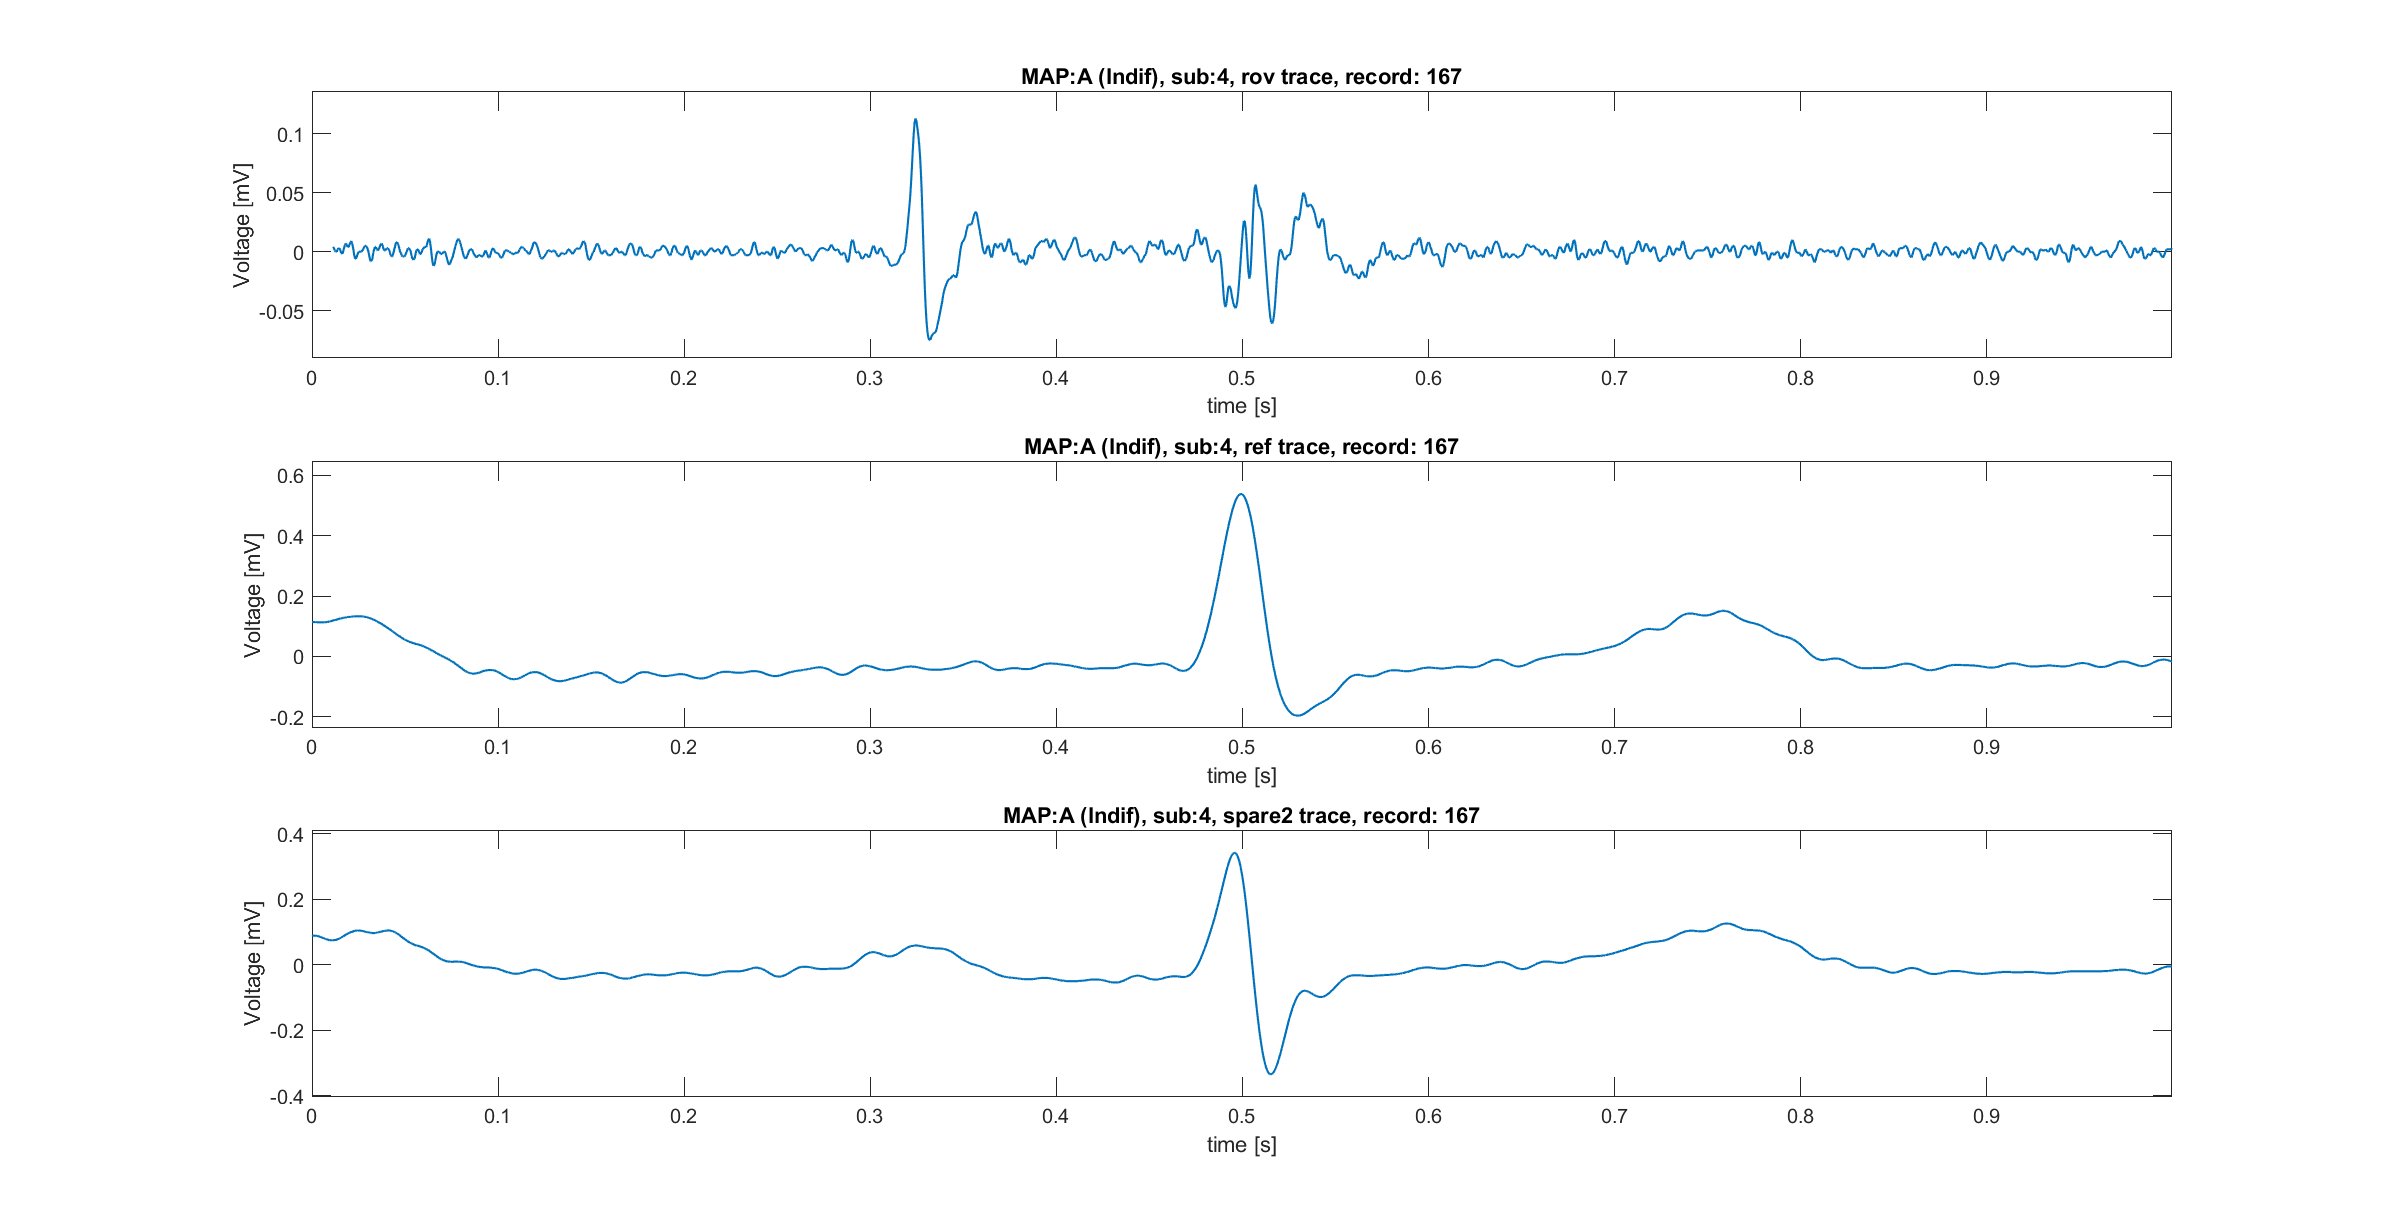 MAP:A (Indif), sub:4, rov trace, record: 167
Voltage [mV]
0.1
0.05
0
-0.05
0 0.1 0.2 0.3 0.4 0.5 0.6 0.7 0.8 0.9
time [s]
MAP:A (Indif), sub:4, ref trace, record: 167
Voltage [mV]
0.6
0.4
0.2
0
-0.2
0 0.1 0.2 0.3 0.4 0.5 0.6 0.7 0.8 0.9
time [s]
MAP:A (Indif), sub:4, spare2 trace, record: 167
Voltage [mV]
0.4
0.2
0
-0.2
-0.4
0 0.1 0.2 0.3 0.4 0.5 0.6 0.7 0.8 0.9
time [s]